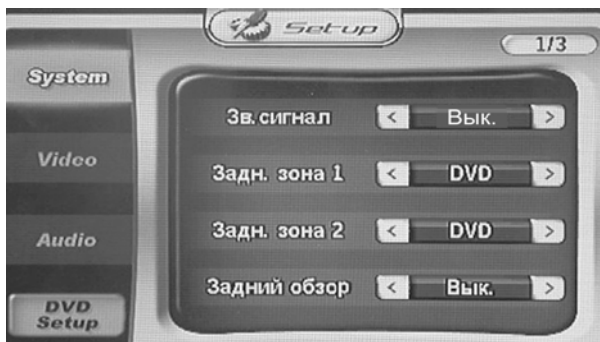 Setup
1/3
System
Video
Audio
DVD
Setup
Зв. сигнал < Вык. >
Задн. зона 1 < DVD >
Задн. зона 2 < DVD >
Задний обзор < Вык. >